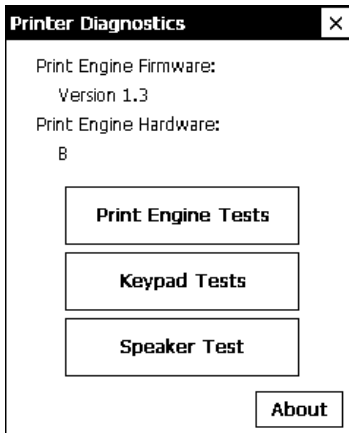 Printer Diagnostics
Print Engine Firmware:
Version 1.3
Print Engine Hardware:
B
Print Engine Tests
Keypad Tests
Speaker Test
About